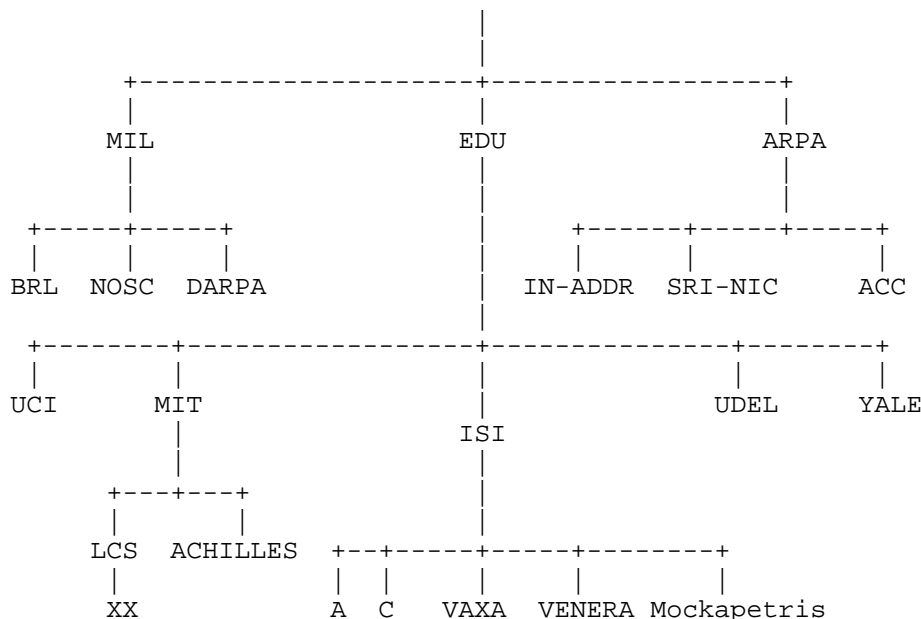 MIL EDU ARPA
BRL NOSC DARPA IN-ADDR SRI-NIC ACC
UCI MIT UDEL YALE
ISI
LCS ACHILLES
XX A C VAXA VENERA Mockapetris